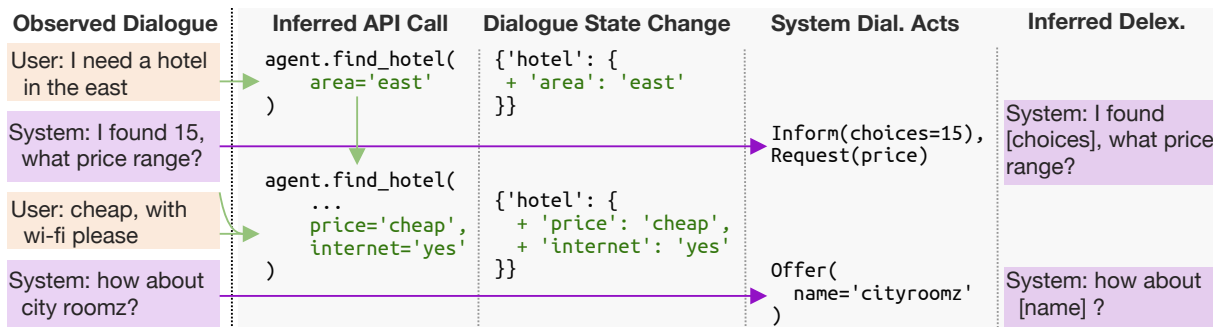 Observed Dialogue
Inferred API Call
Dialogue State Change
System Dial. Acts
Inferred Delex.
User: I need a hotel
in the east
agent.find_hotel(
area='east'
)
{'hotel': {
+ 'area': 'east'
}}
System: I found 15,
what price range?
Inform(choices=15),
Request(price)
System: I found
[choices], what price
range?
User: cheap, with
wi-fi please
agent.find_hotel(
...
price='cheap',
internet='yes'
)
{'hotel': {
+ 'price': 'cheap',
+ 'internet': 'yes'
}}
System: how about
city roomz?
Offer(
name='cityroomz'
)
System: how about
[name] ?